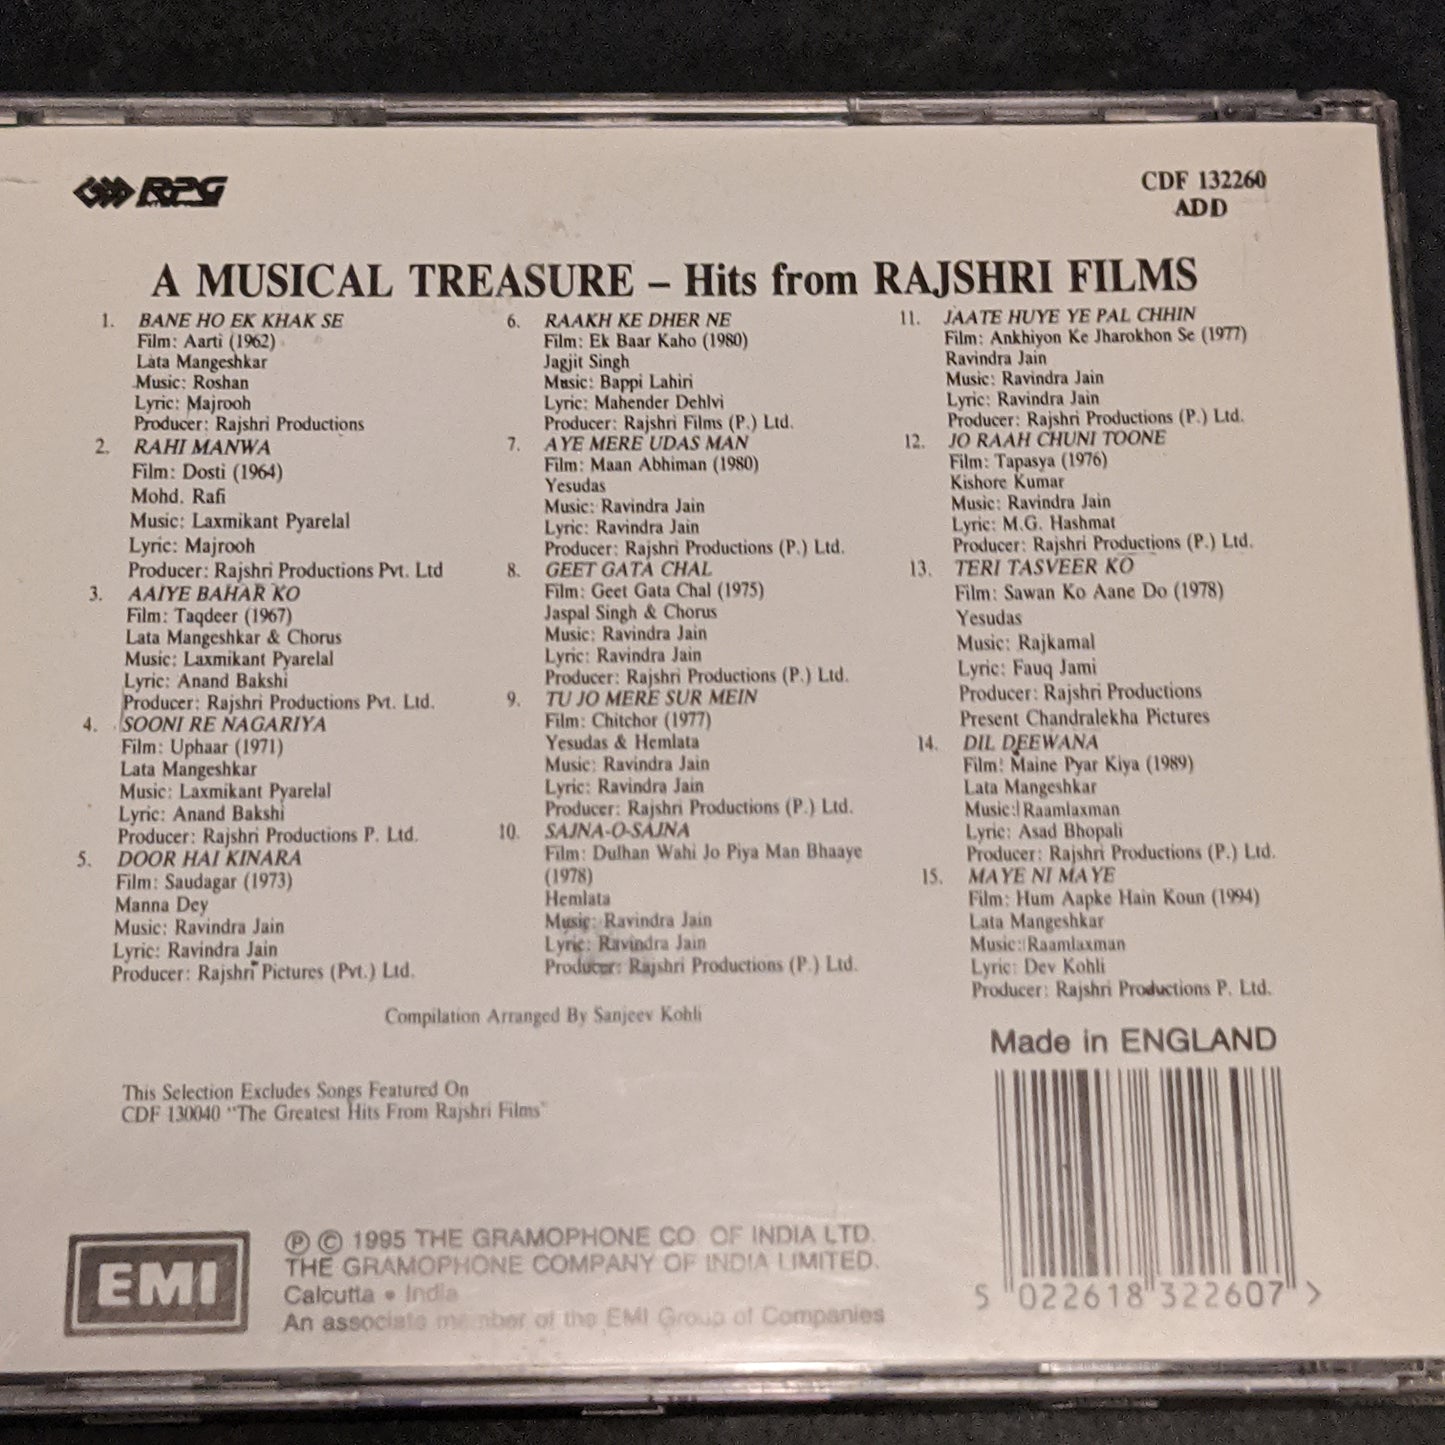 RPG
CDF 132260
ADD
A MUSICAL TREASURE – Hits from RAJSHRI FILMS
1. BANE HO EK KHAK SE
Film: Aarti (1962)
Lata Mangeshkar
Music: Roshan
Lyric: Majrooh
Producer: Rajshri Productions
2. RAHI MANWA
Film: Dosti (1964)
Mohd. Rafi
Music: Laxmikant Pyarelal
Lyric: Majrooh
Producer: Rajshri Productions Pvt. Ltd
3. AAIYE BAHAR KO
Film: Taqdeer (1967)
Lata Mangeshkar & Chorus
Music: Laxmikant Pyarelal
Lyric: Anand Bakshi
Producer: Rajshri Productions Pvt. Ltd.
4. SOONI RE NAGARIYA
Film: Uphaar (1971)
Lata Mangeshkar
Music: Laxmikant Pyarelal
Lyric: Anand Bakshi
Producer: Rajshri Productions P. Ltd.
5. DOOR HAI KINARA
Film: Saudagar (1973)
Manna Dey
Music: Ravindra Jain
Lyric: Ravindra Jain
Producer: Rajshri Pictures (Pvt.) Ltd.
6. RAAKH KE DHER NE
Film: Ek Baar Kaho (1980)
Jagjit Singh
Music: Bappi Lahiri
Lyric: Mahender Dehlvi
Producer: Rajshri Films (P.) Ltd.
7. AYE MERE UDAS MAN
Film: Maan Abhiman (1980)
Yesudas
Music: Ravindra Jain
Lyric: Ravindra Jain
Producer: Rajshri Productions (P.) Ltd.
8. GEET GATA CHAL
Film: Geet Gata Chal (1975)
Jaspal Singh & Chorus
Music: Ravindra Jain
Lyric: Ravindra Jain
Producer: Rajshri Productions (P.) Ltd.
9. TU JO MERE SUR MEIN
Film: Chitchor (1977)
Yesudas & Hemlata
Music: Ravindra Jain
Lyric: Ravindra Jain
Producer: Rajshri Productions (P.) Ltd.
10. SAJNA-O-SAJNA
Film: Dulhan Wahi Jo Piya Man Bhaaye
(1978)
Hemlata
Music: Ravindra Jain
Lyric: Ravindra Jain
Producer: Rajshri Productions (P.) Ltd.
11. JAATE HUYE YE PAL CHHIN
Film: Ankhiyon Ke Jharokhon Se (1977)
Ravindra Jain
Music: Ravindra Jain
Lyric: Ravindra Jain
Producer: Rajshri Productions (P.) Ltd.
12. JO RAAH CHUNI TOONE
Film: Tapasya (1976)
Kishore Kumar
Music: Ravindra Jain
Lyric: M.G. Hashmat
Producer: Rajshri Productions (P.) Ltd.
13. TERI TASVEER KO
Film: Sawan Ko Aane Do (1978)
Yesudas
Music: Rajkamal
Lyric: Fauq Jami
Producer: Rajshri Productions
Present Chandralekha Pictures
14. DIL DEEWANA
Film: Maine Pyar Kiya (1989)
Lata Mangeshkar
Music: Raamlaxman
Lyric: Asad Bhopali
Producer: Rajshri Productions (P.) Ltd.
15. MAYE NI MAYE
Film: Hum Aapke Hain Koun (1994)
Lata Mangeshkar
Music: Raamlaxman
Lyric: Dev Kohli
Producer: Rajshri Productions P. Ltd.
Compilation Arranged By Sanjeev Kohli
Made in ENGLAND
This Selection Excludes Songs Featured On
CDF 130040 "The Greatest Hits From Rajshri Films"
EMI
℗ © 1995 THE GRAMOPHONE CO. OF INDIA LTD.
THE GRAMOPHONE COMPANY OF INDIA LIMITED.
Calcutta • India
An associate member of the EMI Group of Companies
5 022618 322607 >